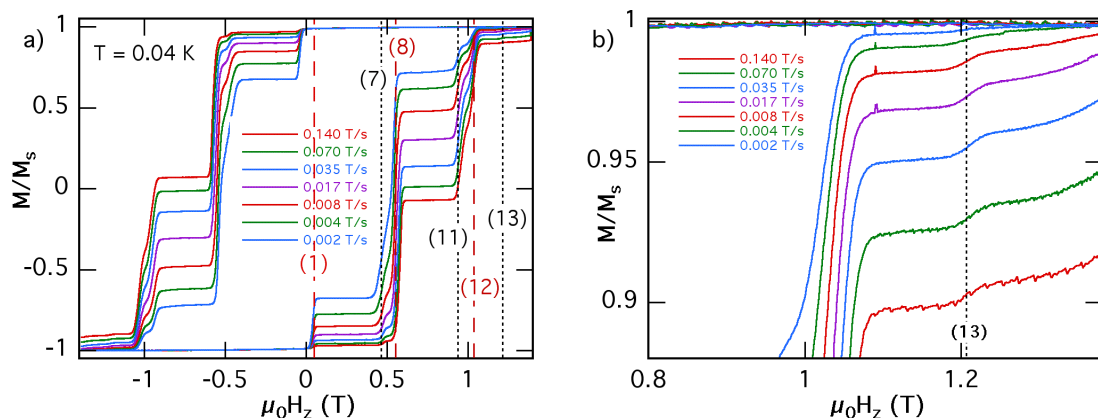 a)
T = 0.04 K
M/Mₛ
1
0.5
0
-0.5
-1
-1
-0.5
0
0.5
1
μ₀H_z (T)
(7)
(8)
0.140 T/s
0.070 T/s
0.035 T/s
0.017 T/s
0.008 T/s
0.004 T/s
0.002 T/s
(1)
(11)
(13)
(12)
b)
M/Mₛ
1
0.95
0.9
0.8
1
1.2
μ₀H_z (T)
0.140 T/s
0.070 T/s
0.035 T/s
0.017 T/s
0.008 T/s
0.004 T/s
0.002 T/s
(13)